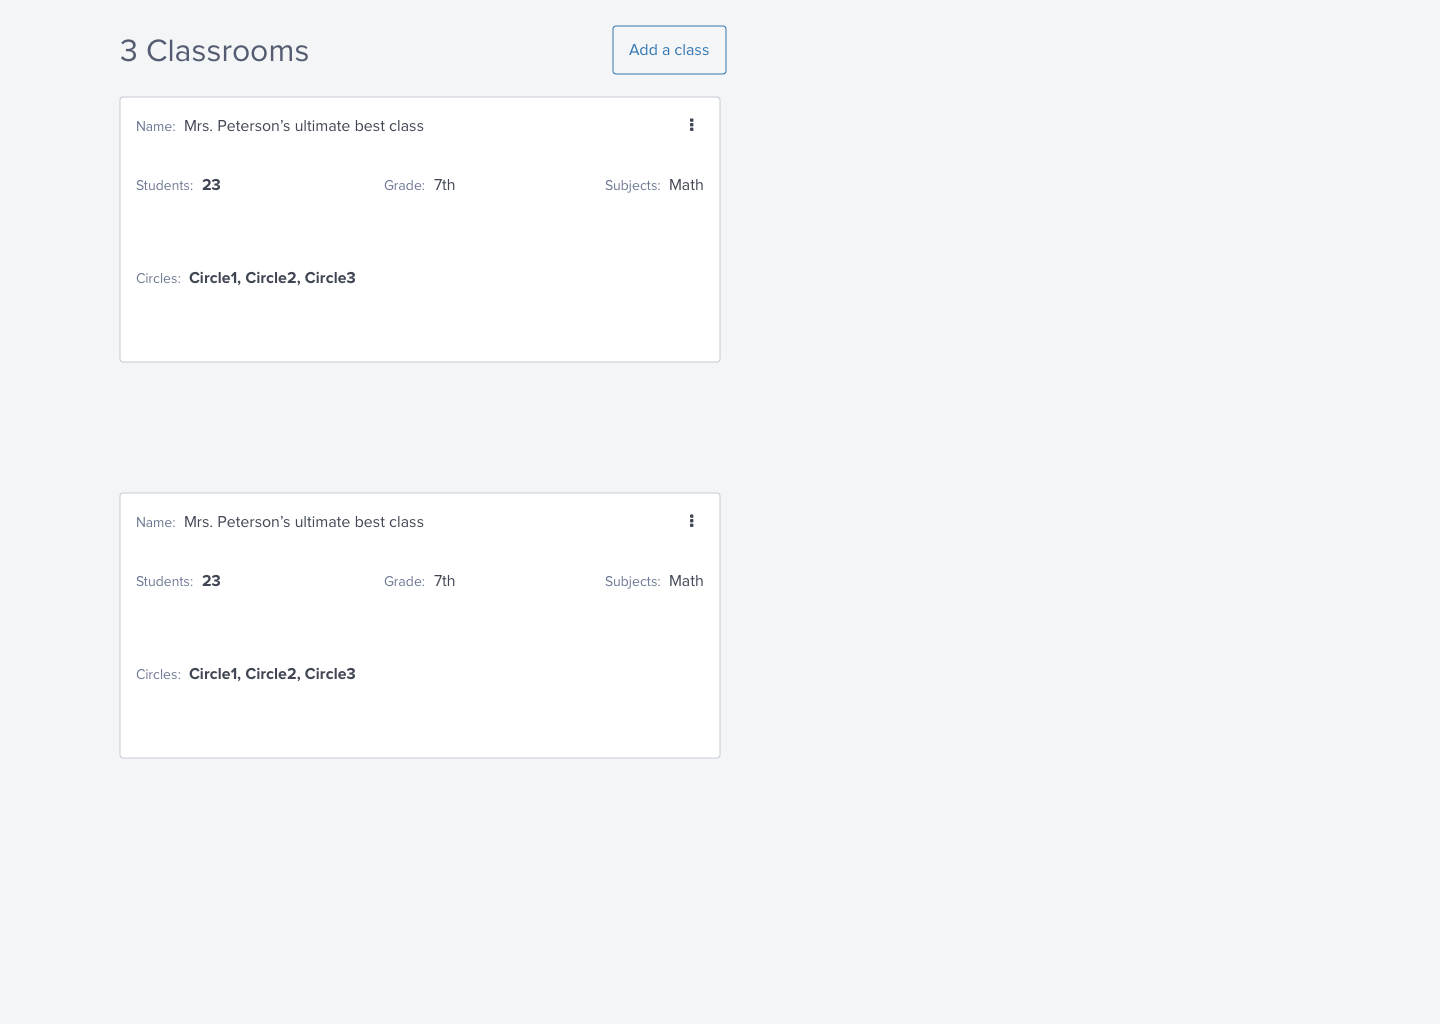 3 Classrooms
Add a class
Name: Mrs. Peterson’s ultimate best class
Students: 23 Grade: 7th Subjects: Math
Circles: Circle1, Circle2, Circle3
Name: Mrs. Peterson’s ultimate best class
Students: 23 Grade: 7th Subjects: Math
Circles: Circle1, Circle2, Circle3